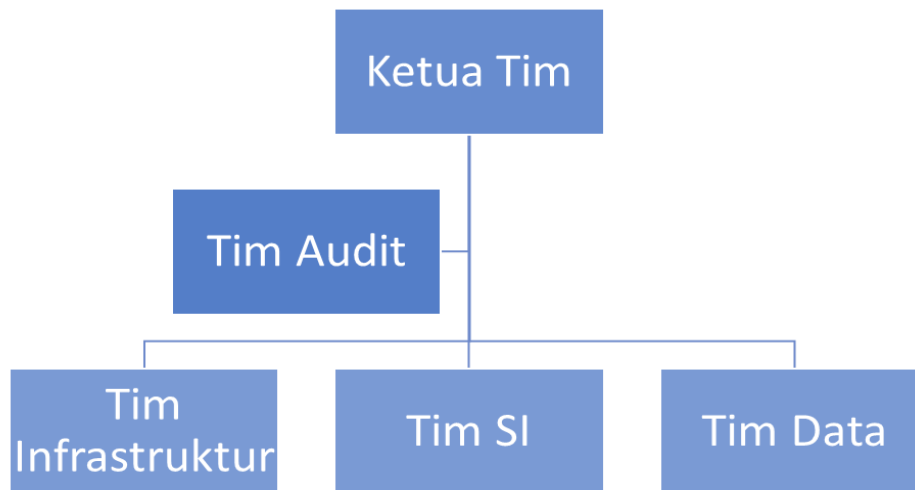 Ketua Tim
Tim Audit
Tim
Infrastruktur
Tim SI
Tim Data